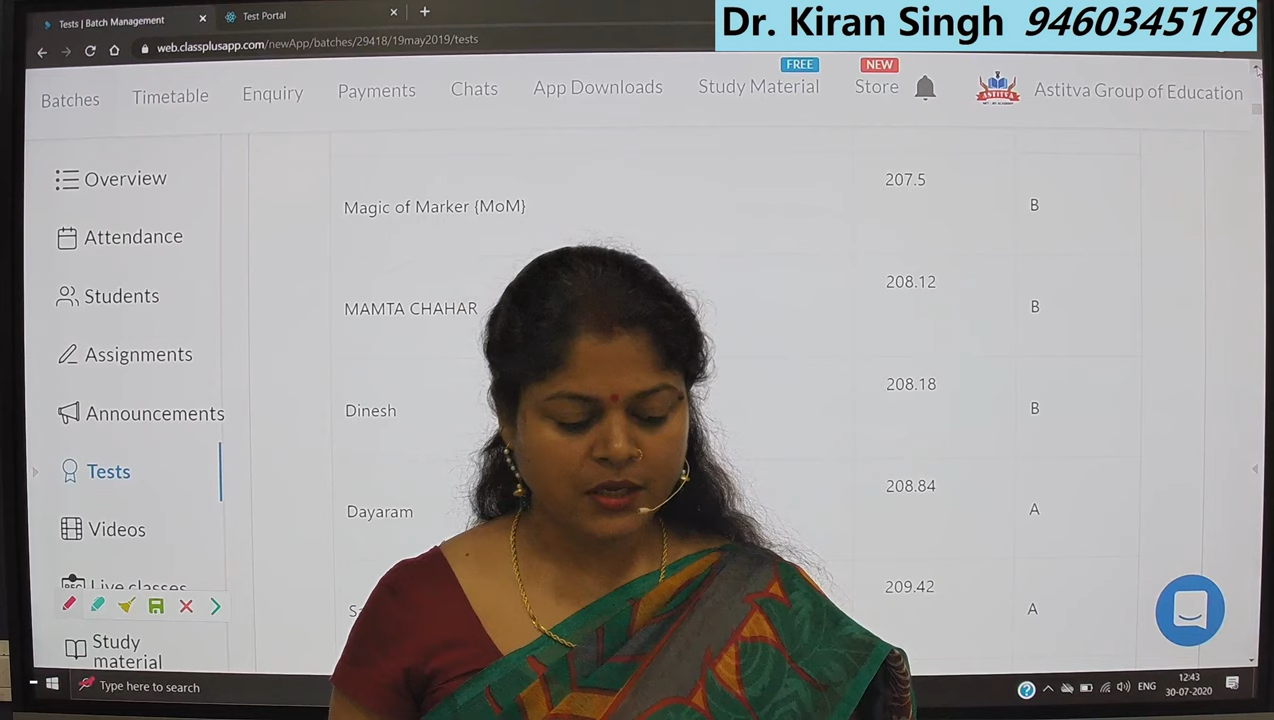 Dr. Kiran Singh 9460345178
Tests | Batch Management
Test Portal
web.classplusapp.com/newApp/batches/29418/19may2019/tests
Batches Timetable Enquiry Payments Chats App Downloads Study Material Store Astitva Group of Education
FREE NEW
ASTITVA
Overview
Attendance
Students
Assignments
Announcements
Tests
Videos
Live classes
Study
material
Magic of Marker {MoM} 207.5 B
MAMTA CHAHAR 208.12 B
Dinesh 208.18 B
Dayaram 208.84 A
209.42 A
Type here to search
ENG
12:43
30-07-2020